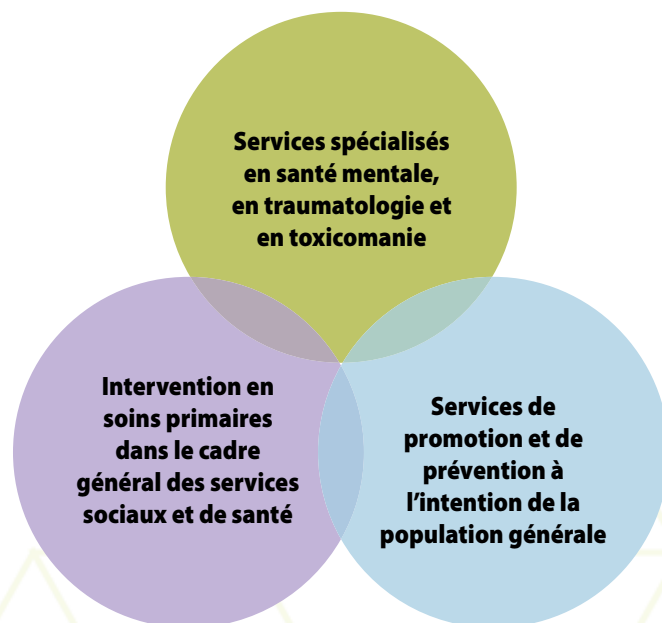 Services spécialisés
en santé mentale,
en traumatologie et
en toxicomanie
Intervention en
soins primaires
dans le cadre
général des services
sociaux et de santé
Services de
promotion et de
prévention à
l’intention de la
population générale